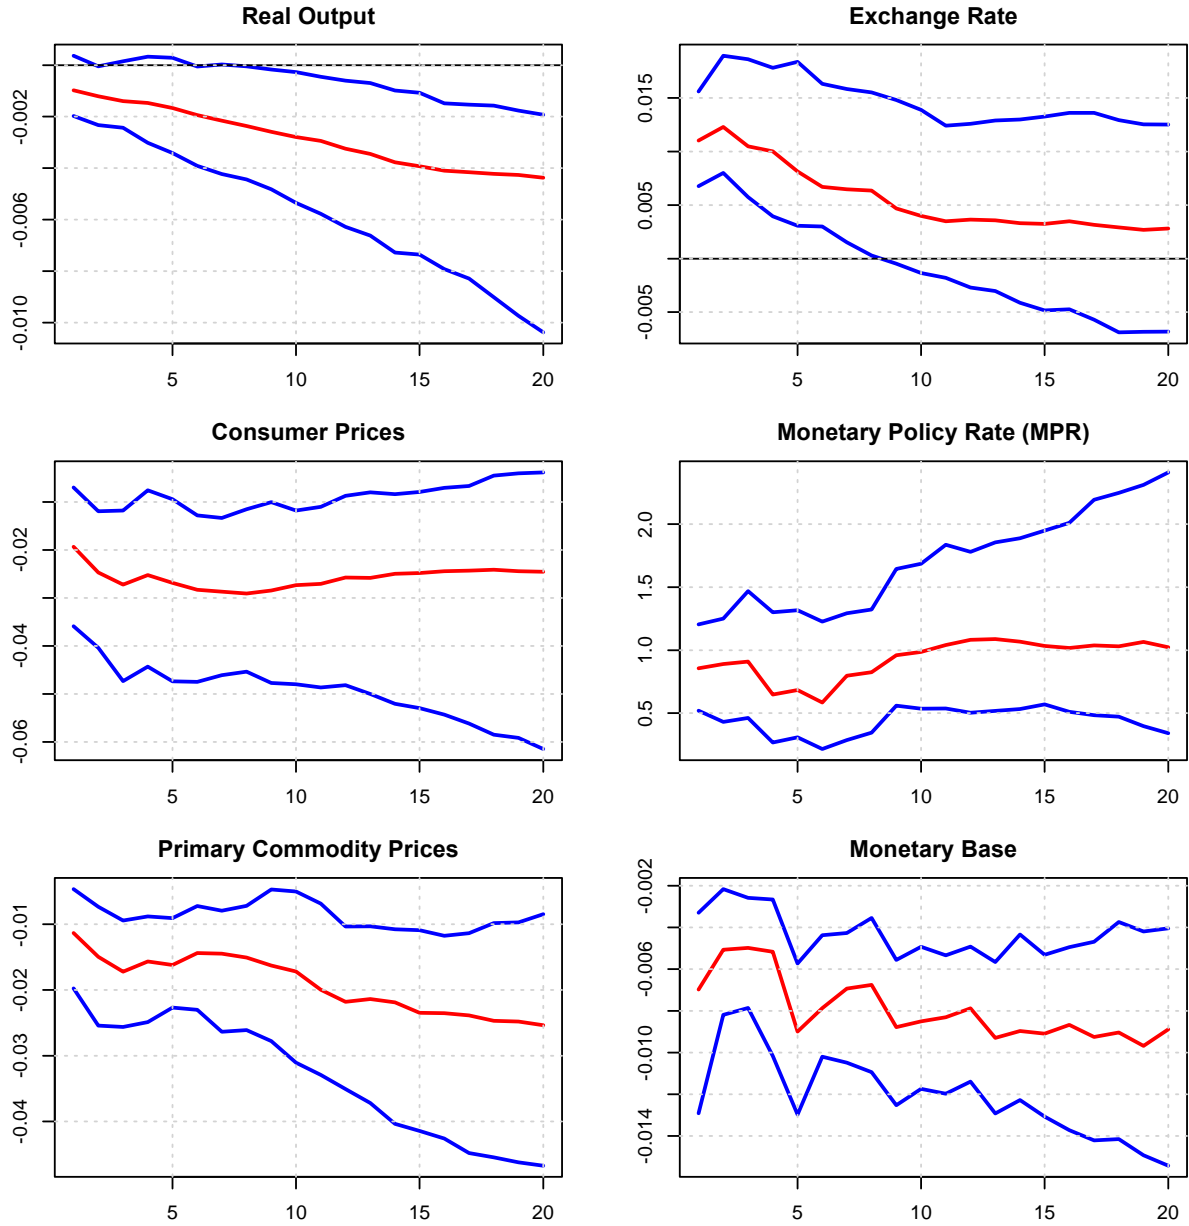 Real Output
-0.002
-0.006
-0.010
5 10 15 20
Exchange Rate
0.015
0.005
-0.005
5 10 15 20
Consumer Prices
-0.02
-0.04
-0.06
5 10 15 20
Monetary Policy Rate (MPR)
2.0
1.5
1.0
0.5
5 10 15 20
Primary Commodity Prices
-0.01
-0.02
-0.03
-0.04
5 10 15 20
Monetary Base
-0.002
-0.006
-0.010
-0.014
5 10 15 20